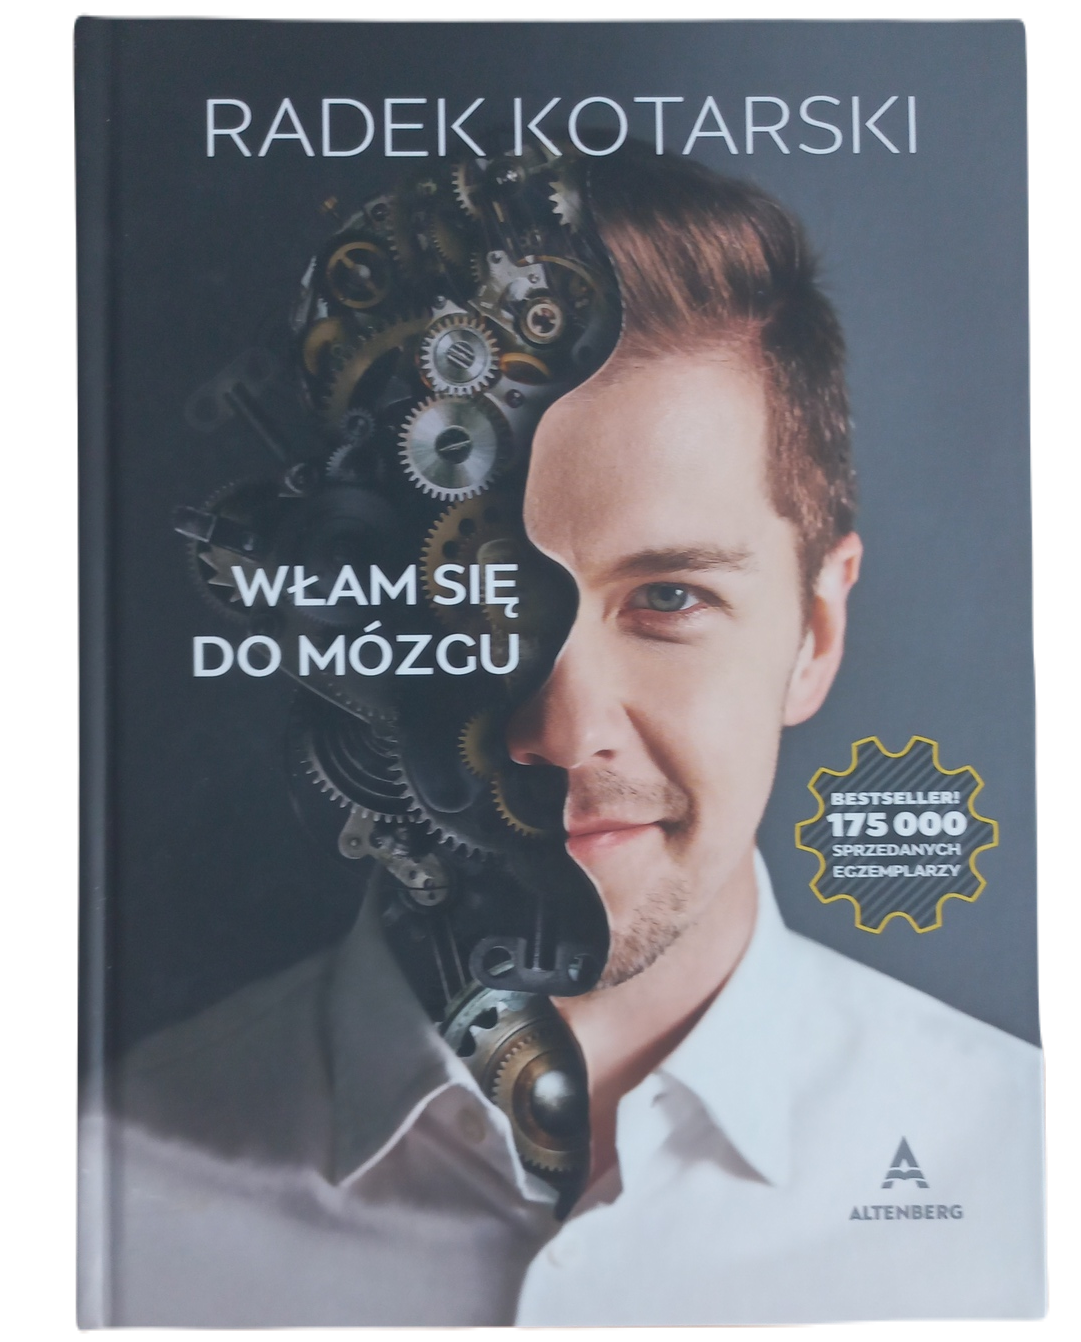 RADEK KOTARSKI
WŁAM SIĘ
DO MÓZGU
BESTSELLER!
175 000
SPRZEDANYCH
EGZEMPLARZY
ALTENBERG